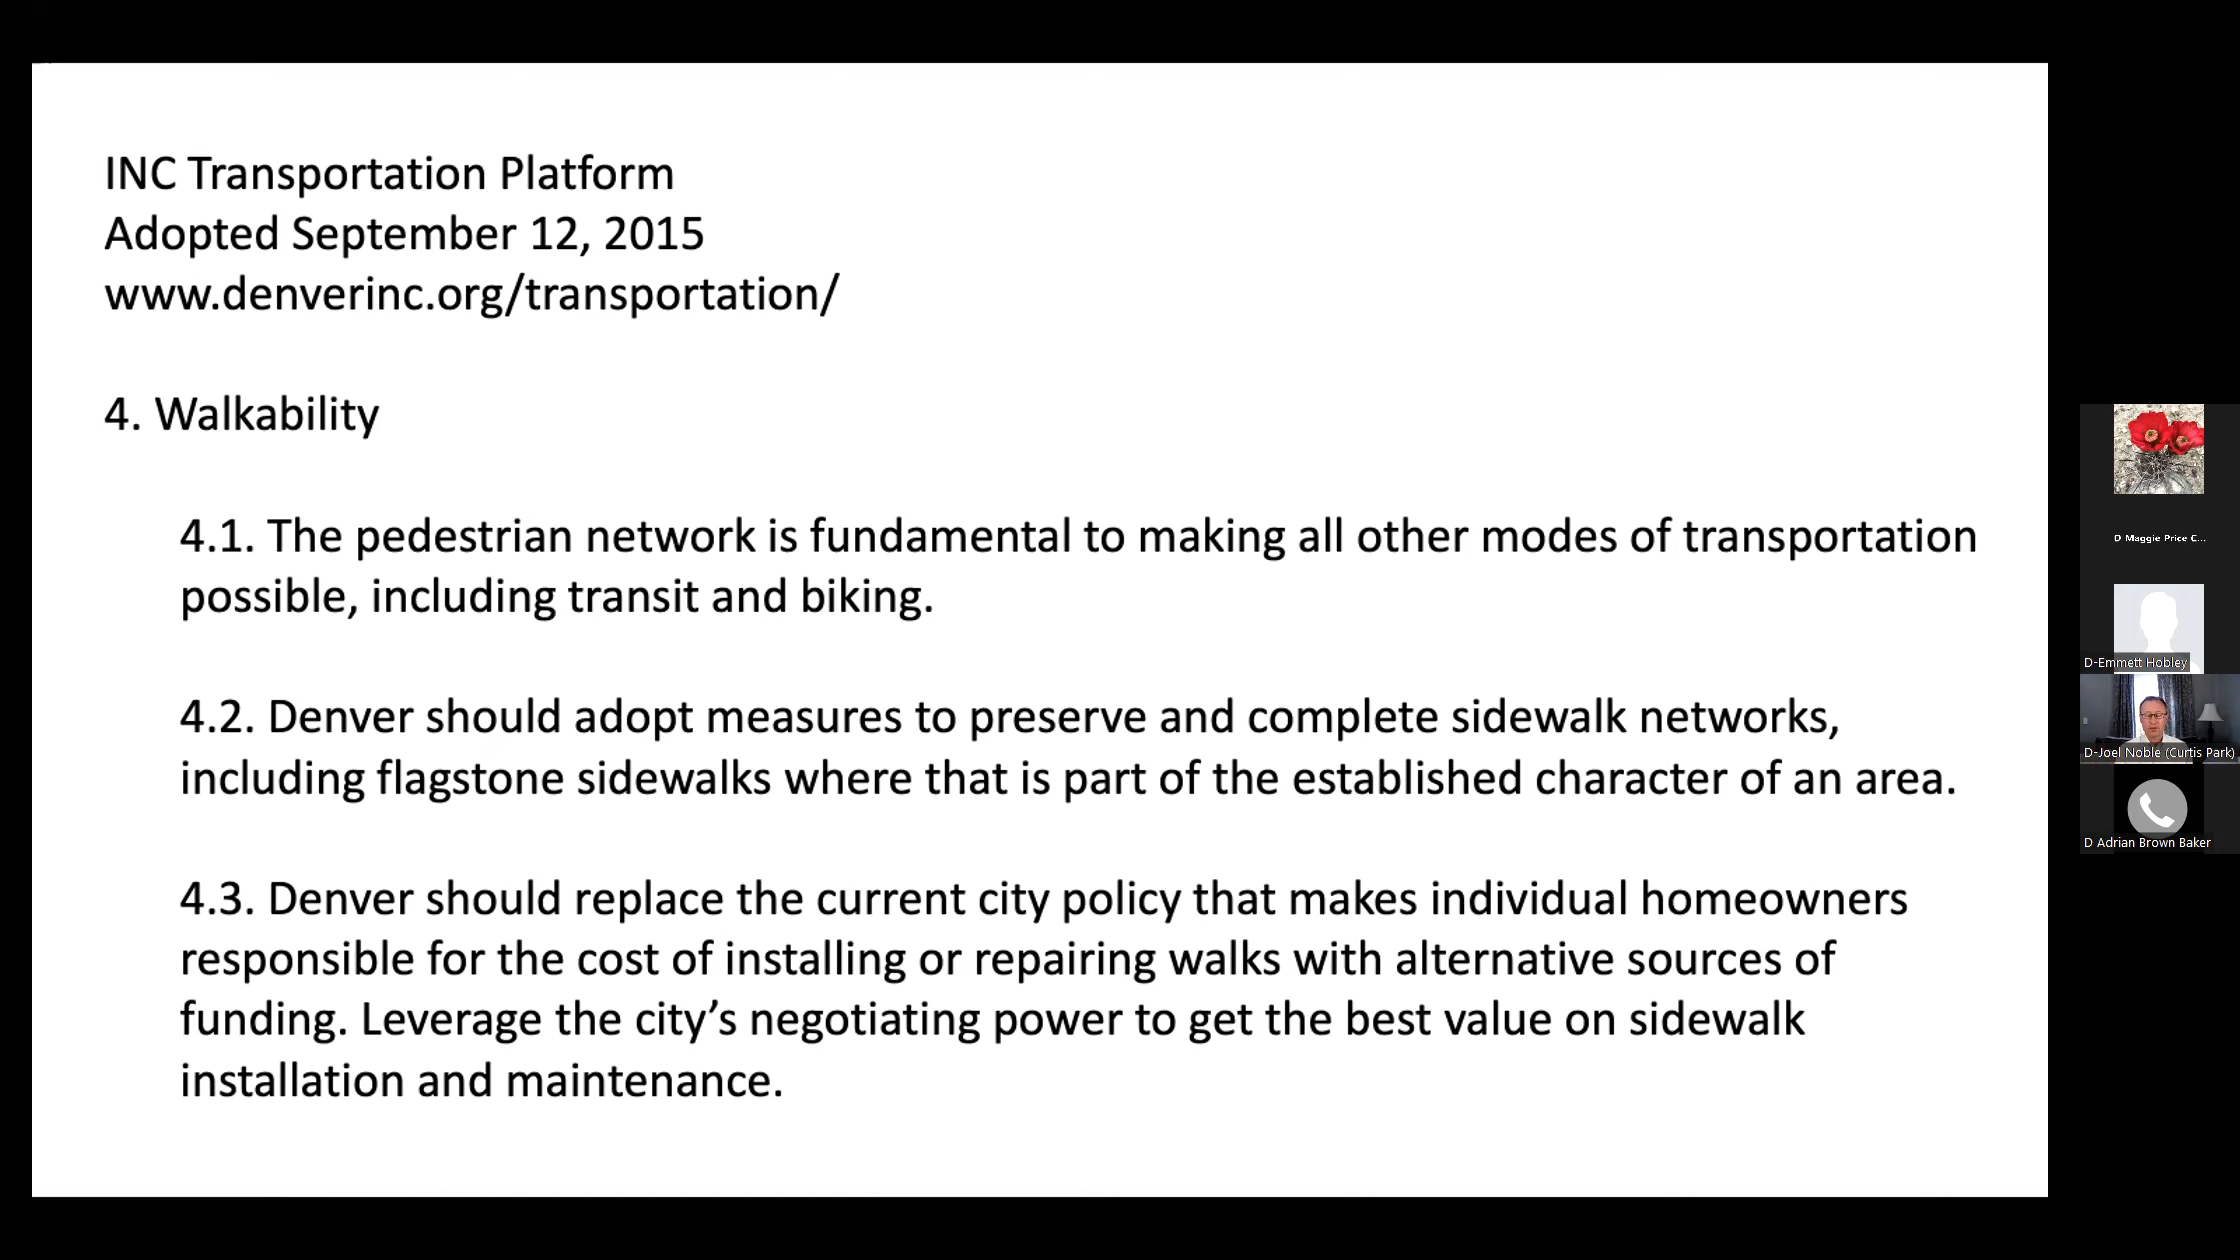 INC Transportation Platform
Adopted September 12, 2015
www.denverinc.org/transportation/
4. Walkability
4.1. The pedestrian network is fundamental to making all other modes of transportation
possible, including transit and biking.
4.2. Denver should adopt measures to preserve and complete sidewalk networks,
including flagstone sidewalks where that is part of the established character of an area.
4.3. Denver should replace the current city policy that makes individual homeowners
responsible for the cost of installing or repairing walks with alternative sources of
funding. Leverage the city’s negotiating power to get the best value on sidewalk
installation and maintenance.
D Maggie Price C...
D-Emmett Hobley
D-Joel Noble (Curtis Park)
D Adrian Brown Baker